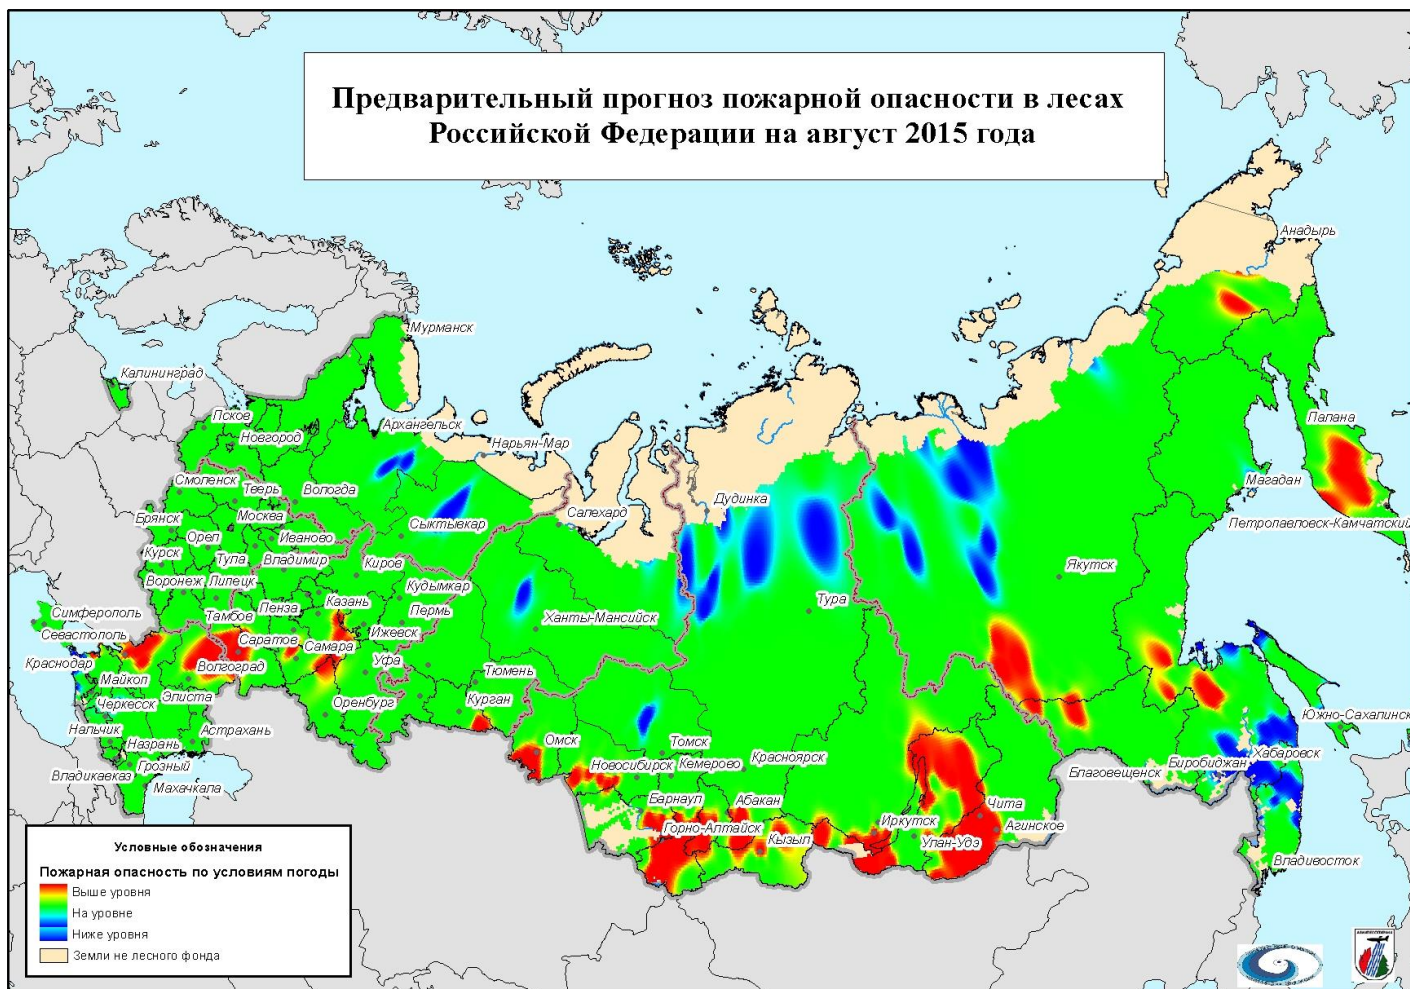 Предварительный прогноз пожарной опасности в лесах
Российской Федерации на август 2015 года
Анадырь
Мурманск
Калининград
Псков
Новгород
Архангельск
Нарьян-Мар
Палана
Смоленск
Тверь
Вологда
Салехард
Дудинка
Магадан
Брянск
Москва
Сыктывкар
Петропавловск-Камчатский
Орел
Иваново
Курск
Тула
Владимир
Киров
Якутск
Воронеж
Липецк
Кудымкар
Симферополь
Тамбов
Пенза
Казань
Пермь
Ханты-Мансийск
Тура
Севастополь
Саратов
Самара
Ижевск
Краснодар
Волгоград
Уфа
Тюмень
Майкоп
Элиста
Черкесск
Оренбург
Курган
Южно-Сахалинск
Нальчик
Назрань
Астрахань
Омск
Томск
Хабаровск
Владикавказ
Грозный
Махачкала
Новосибирск
Кемерово
Красноярск
Благовещенск
Биробиджан
Барнаул
Абакан
Чита
Горно-Алтайск
Кызыл
Иркутск
Улан-Удэ
Агинское
Владивосток
Условные обозначения
Пожарная опасность по условиям погоды
Выше уровня
На уровне
Ниже уровня
Земли не лесного фонда